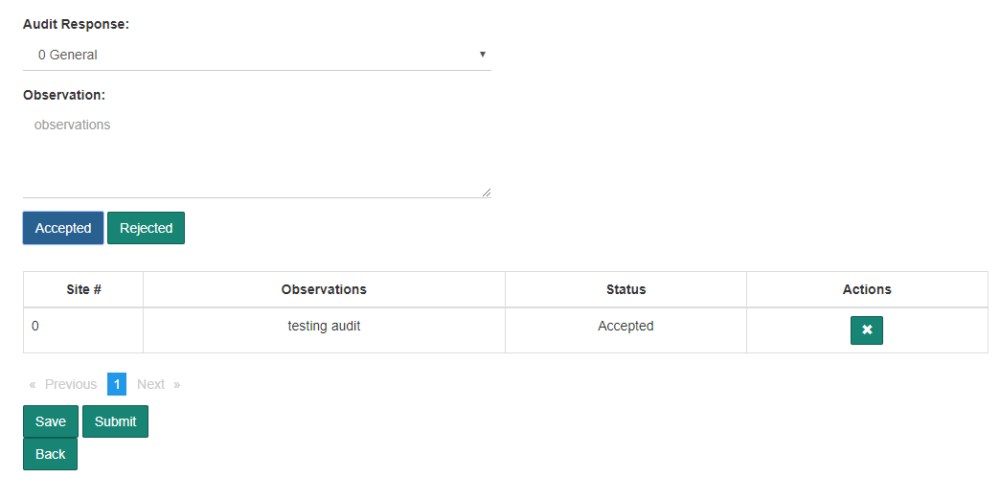 Audit Response:
0 General
Observation:
observations
Accepted Rejected
Site # Observations Status Actions
0 testing audit Accepted ✖
« Previous 1 Next »
Save Submit
Back